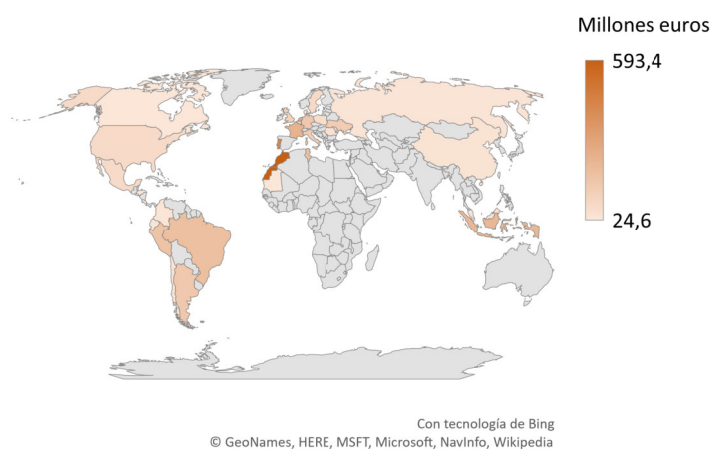 Millones euros
593,4
24,6
Con tecnología de Bing
© GeoNames, HERE, MSFT, Microsoft, NavInfo, Wikipedia